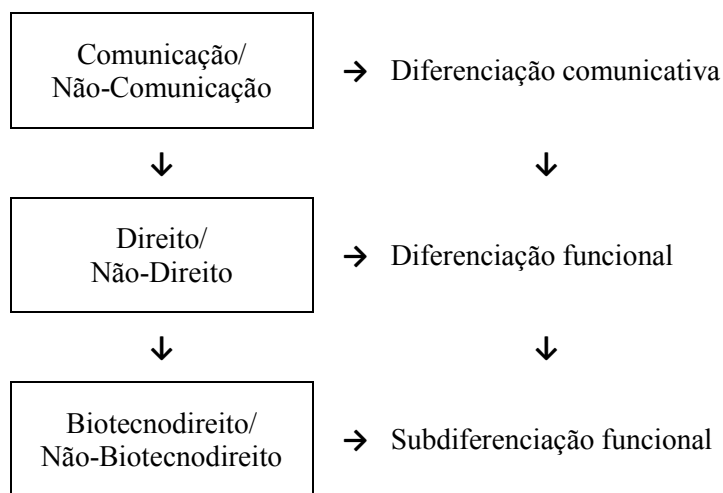 Comunicação/
Não-Comunicação
→ Diferenciação comunicativa
Direito/
Não-Direito
→ Diferenciação funcional
Biotecnodireito/
Não-Biotecnodireito
→ Subdiferenciação funcional